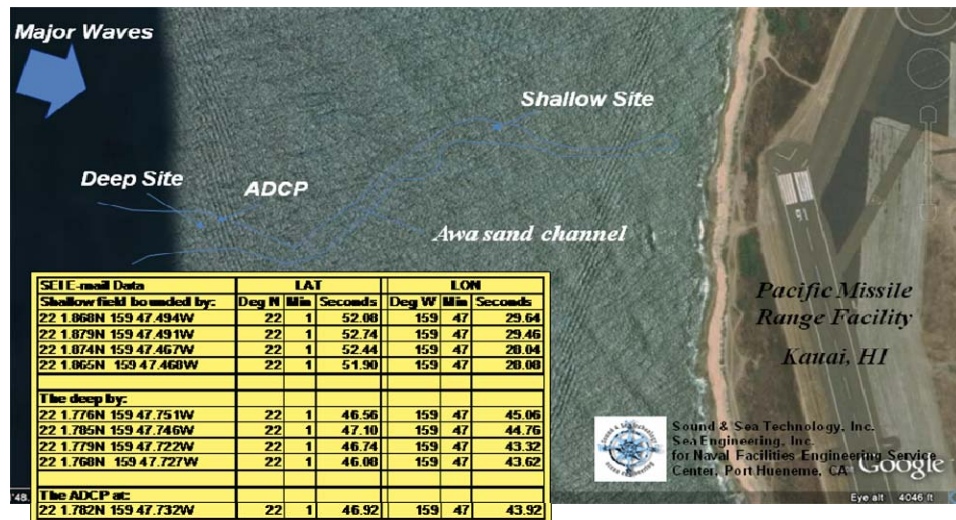 Major Waves
Shallow Site
Deep Site
ADCP
Awa sand channel
16
Pacific Missile
Range Facility
Kauai, HI
SEI E-mail Data LAT LON
Shallow field bounded by: Deg N Min Seconds Deg W Min Seconds
22 1.868N 159 47.494W 22 1 52.08 159 47 29.64
22 1.879N 159 47.491W 22 1 52.74 159 47 29.46
22 1.874N 159 47.467W 22 1 52.44 159 47 28.04
22 1.865N 159 47.468W 22 1 51.90 159 47 28.08
The deep by:
22 1.776N 159 47.751W 22 1 46.56 159 47 45.06
22 1.785N 159 47.746W 22 1 47.10 159 47 44.76
22 1.779N 159 47.722W 22 1 46.74 159 47 43.32
22 1.768N 159 47.727W 22 1 46.08 159 47 43.62
The ADCP at:
22 1.782N 159 47.732W 22 1 46.92 159 47 43.92
Sound & Sea Technology
ocean engineering
Sound & Sea Technology, Inc.
Sea Engineering, Inc.
for Naval Facilities Engineering Service
Center, Port Hueneme, CA
Google
Eye alt 4046 ft